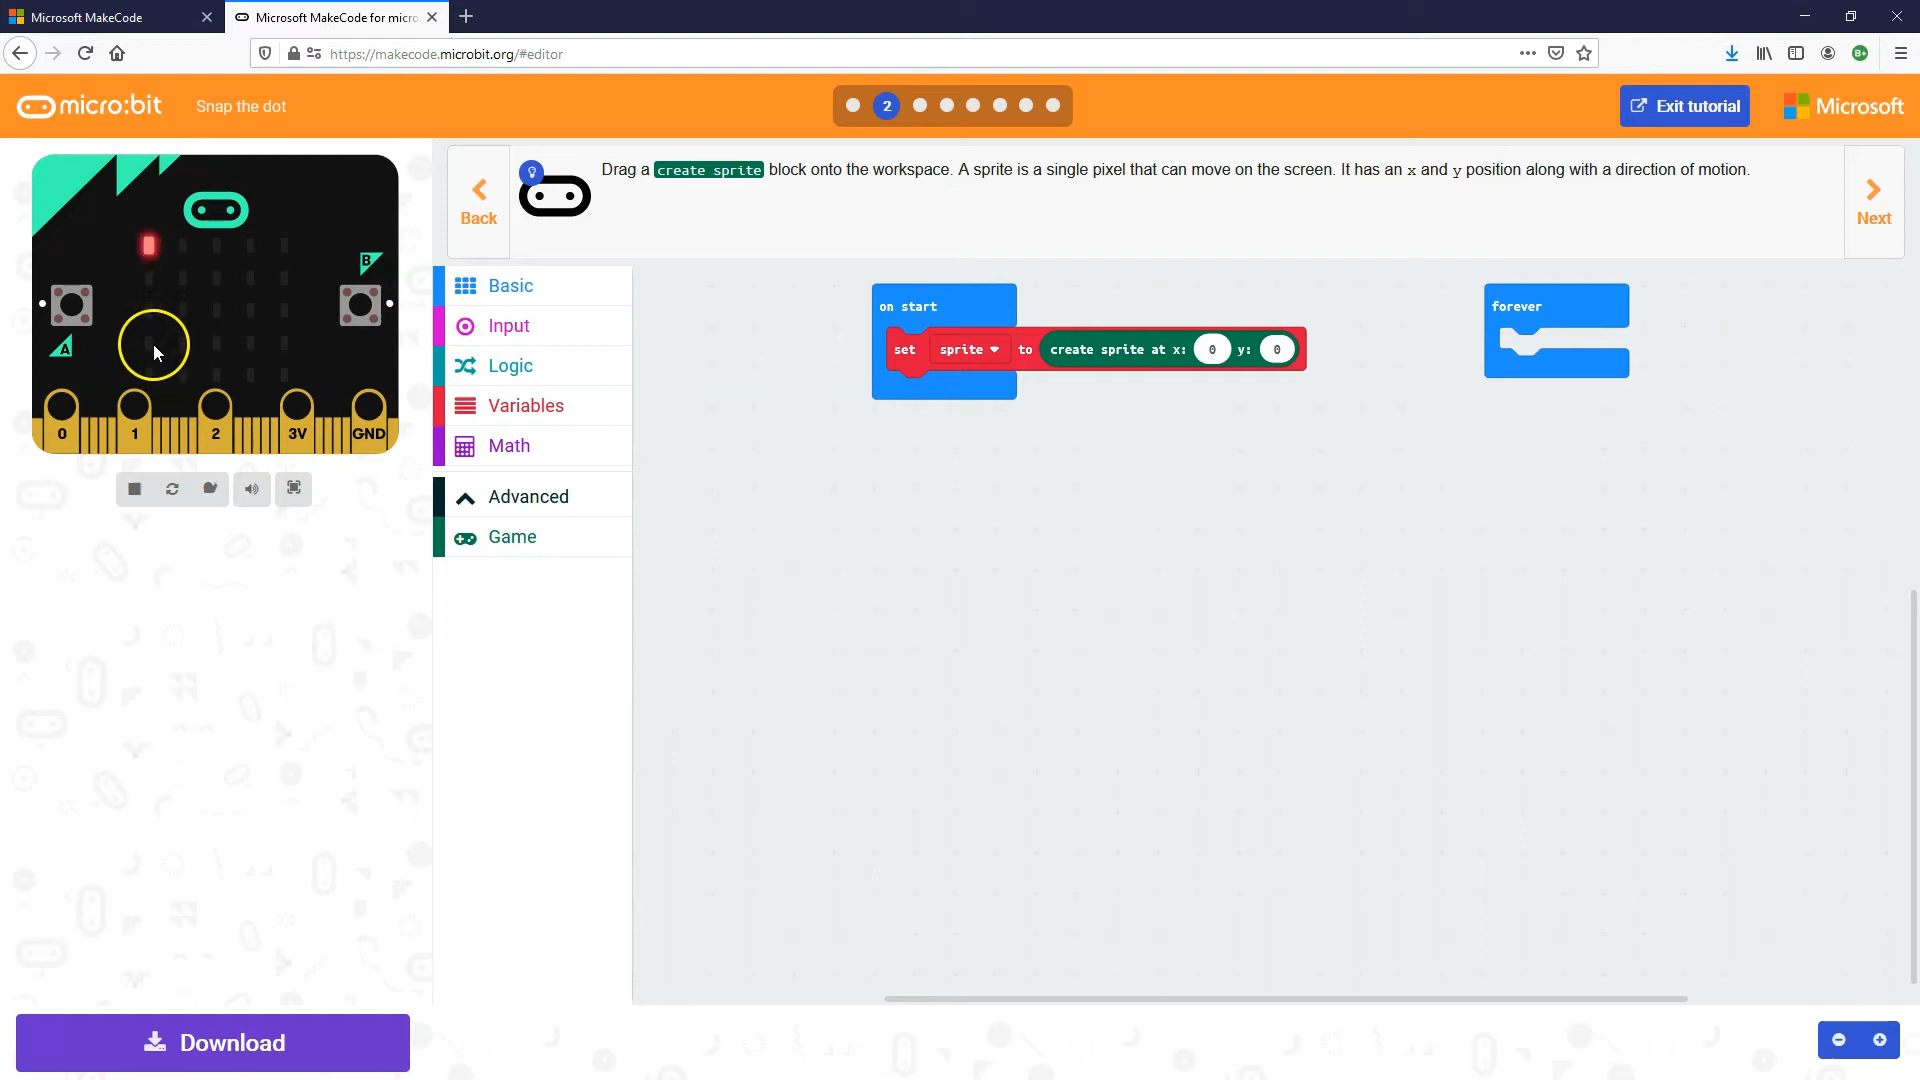 Microsoft MakeCode
Microsoft MakeCode for micro
https://makecode.microbit.org/#editor
B+
micro:bit
Snap the dot
2
Exit tutorial
Microsoft
Back
Drag a create sprite block onto the workspace. A sprite is a single pixel that can move on the screen. It has an x and y position along with a direction of motion.
Next
B
A
0
1
2
3V
GND
Basic
Input
Logic
Variables
Math
Advanced
Game
on start
set sprite to create sprite at x: 0 y: 0
forever
Download